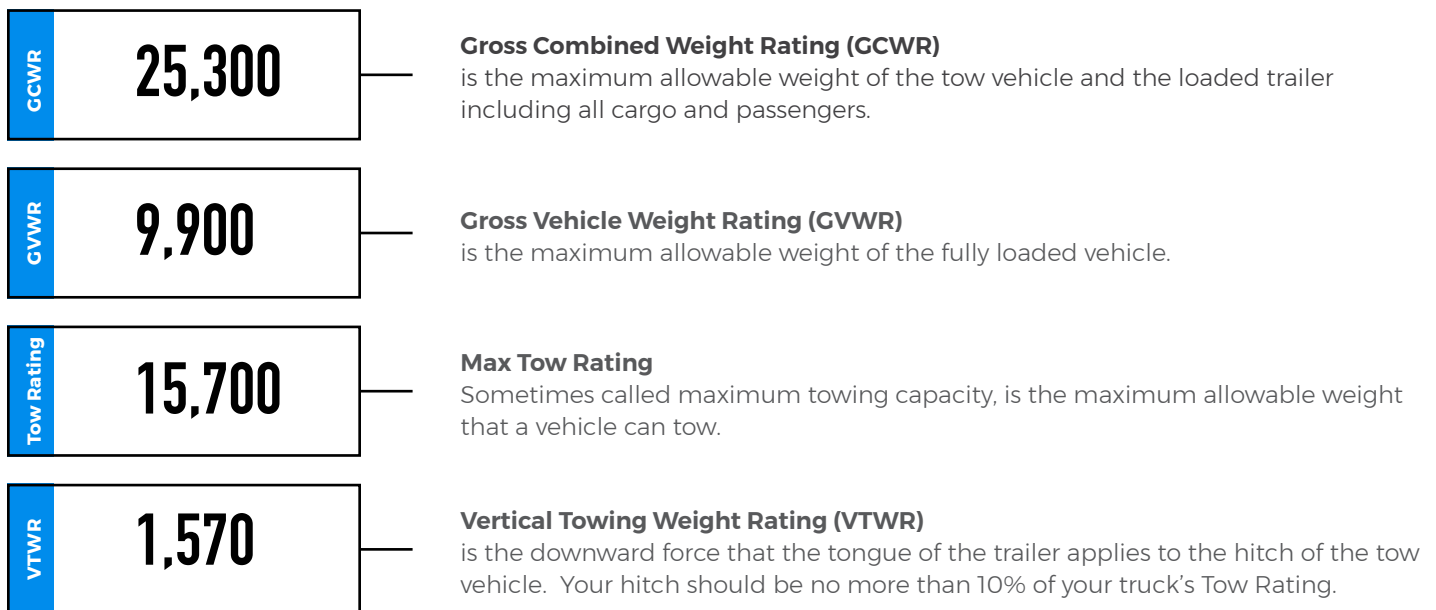 GCWR
25,300
Gross Combined Weight Rating (GCWR)
is the maximum allowable weight of the tow vehicle and the loaded trailer
including all cargo and passengers.
GVWR
9,900
Gross Vehicle Weight Rating (GVWR)
is the maximum allowable weight of the fully loaded vehicle.
Tow Rating
15,700
Max Tow Rating
Sometimes called maximum towing capacity, is the maximum allowable weight
that a vehicle can tow.
VTWR
1,570
Vertical Towing Weight Rating (VTWR)
is the downward force that the tongue of the trailer applies to the hitch of the tow
vehicle.  Your hitch should be no more than 10% of your truck's Tow Rating.